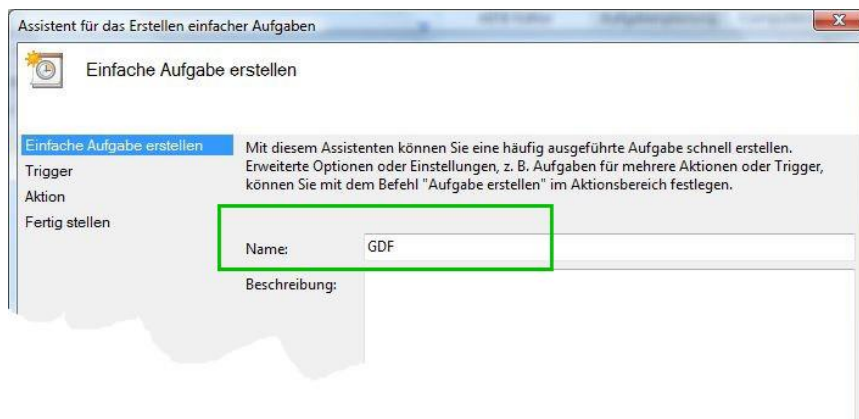 Assistent für das Erstellen einfacher Aufgaben
Einfache Aufgabe erstellen
Einfache Aufgabe erstellen
Trigger
Aktion
Fertig stellen
Mit diesem Assistenten können Sie eine häufig ausgeführte Aufgabe schnell erstellen.
Erweiterte Optionen oder Einstellungen, z. B. Aufgaben für mehrere Aktionen oder Trigger,
können Sie mit dem Befehl "Aufgabe erstellen" im Aktionsbereich festlegen.
Name: GDF
Beschreibung: